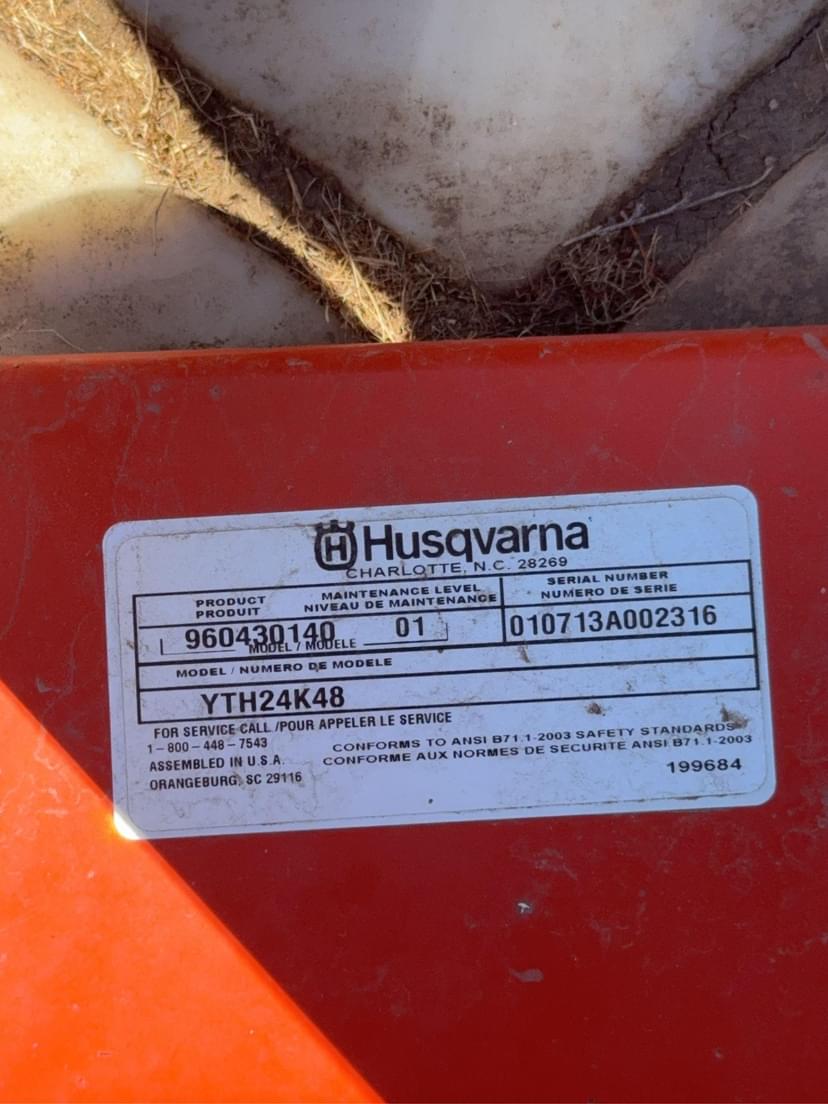 Husqvarna
CHARLOTTE, N.C. 28269
PRODUCT
PRODUIT
MAINTENANCE LEVEL
NIVEAU DE MAINTENANCE
SERIAL NUMBER
NUMERO DE SERIE
960430140
01
010713A002316
MODEL / MODELE
MODEL / NUMERO DE MODELE
YTH24K48
FOR SERVICE CALL /POUR APPELER LE SERVICE
1-800-448-7543
ASSEMBLED IN U.S.A.
ORANGEBURG, SC 29116
CONFORMS TO ANSI B71.1-2003 SAFETY STANDARDS
CONFORME AUX NORMES DE SECURITE ANSI B71.1-2003
199684